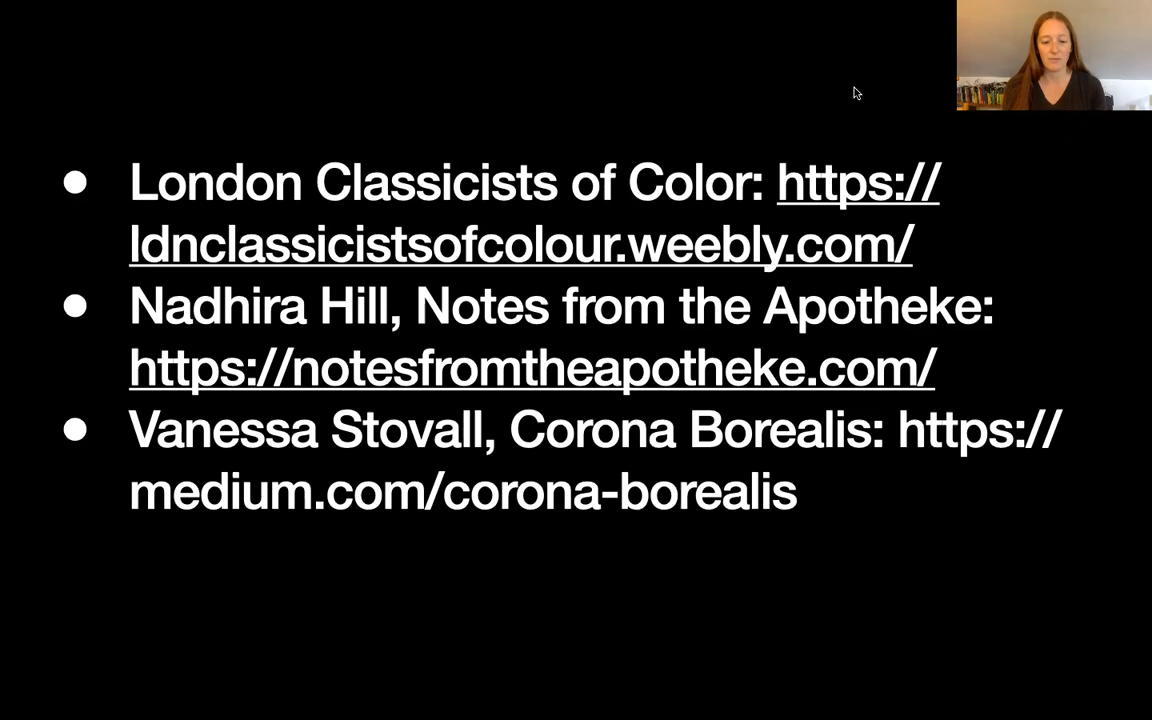 • London Classicists of Color: https://
ldnclassicistsofcolour.weebly.com/
• Nadhira Hill, Notes from the Apotheke:
https://notesfromtheapotheke.com/
• Vanessa Stovall, Corona Borealis: https://
medium.com/corona-borealis